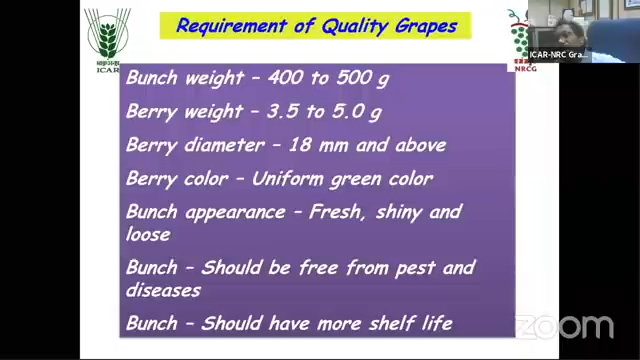 Requirement of Quality Grapes
ICAR
NRCG
ICAR-NRC Gra...
Bunch weight – 400 to 500 g
Berry weight – 3.5 to 5.0 g
Berry diameter – 18 mm and above
Berry color – Uniform green color
Bunch appearance – Fresh, shiny and
loose
Bunch – Should be free from pest and
diseases
Bunch – Should have more shelf life
zoom